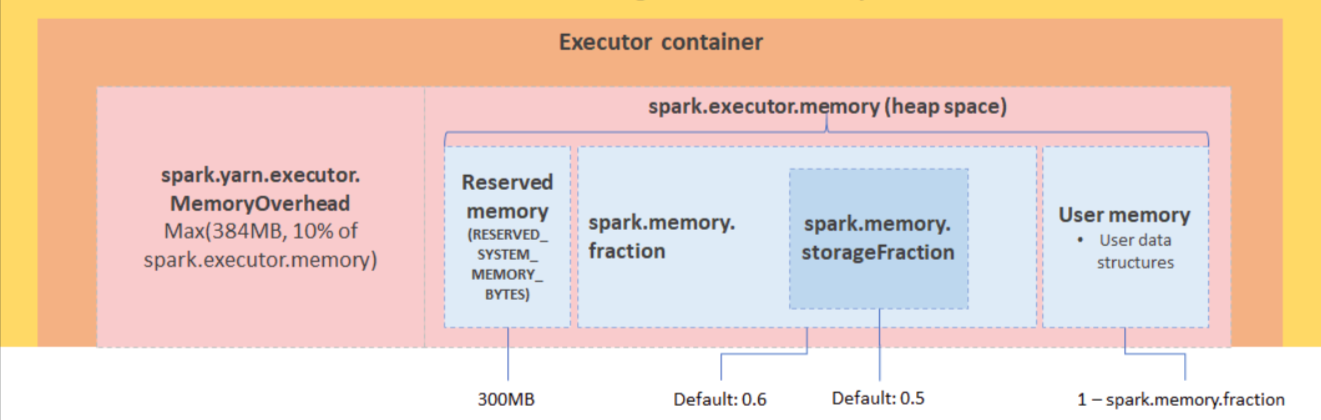 Executor container
spark.executor.memory (heap space)
spark.yarn.executor.
MemoryOverhead
Max(384MB, 10% of
spark.executor.memory)
Reserved
memory
(RESERVED_
SYSTEM_
MEMORY_
BYTES)
spark.memory.
fraction
spark.memory.
storageFraction
User memory
• User data
structures
300MB
Default: 0.6
Default: 0.5
1 – spark.memory.fraction